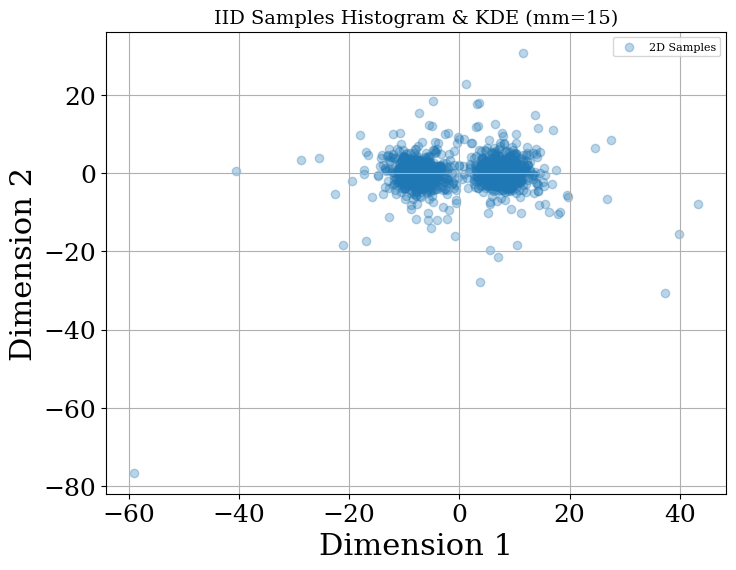 IID Samples Histogram & KDE (mm=15)
2D Samples
20
0
−20
−40
−60
−80
Dimension 2
−60 −40 −20 0 20 40
Dimension 1